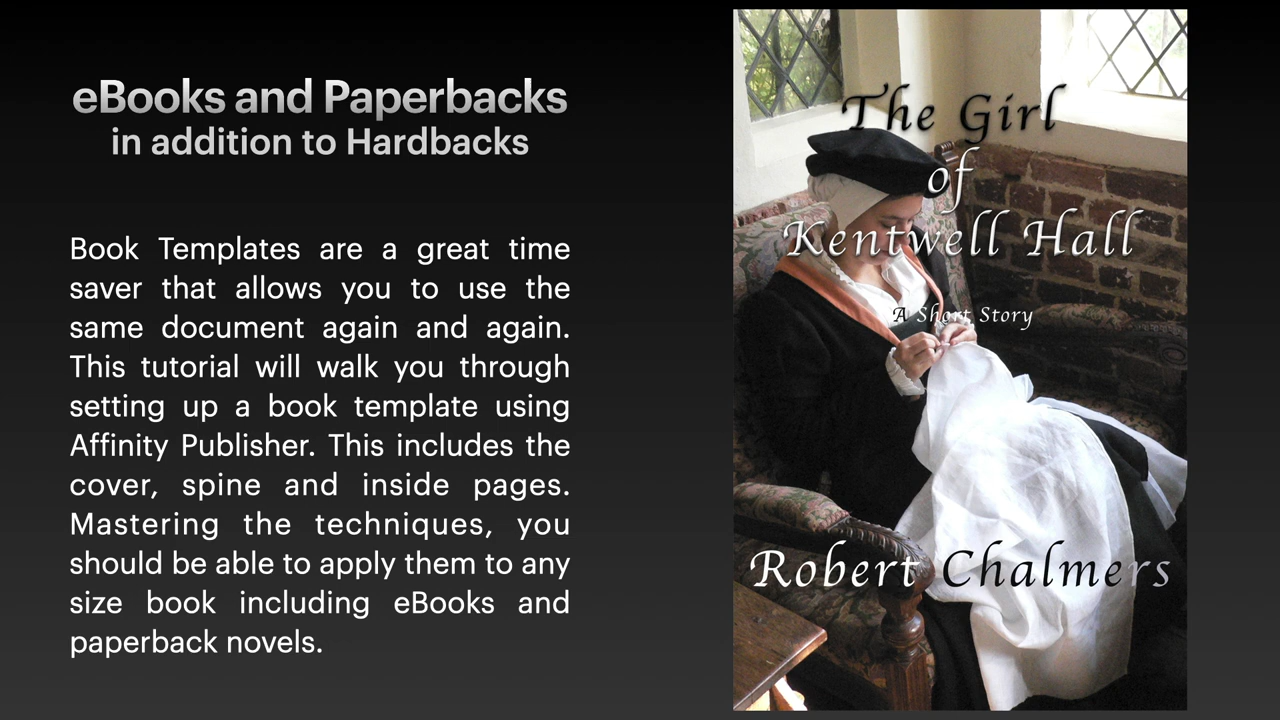 eBooks and Paperbacks
in addition to Hardbacks
Book Templates are a great time
saver that allows you to use the
same document again and again.
This tutorial will walk you through
setting up a book template using
Affinity Publisher. This includes the
cover, spine and inside pages.
Mastering the techniques, you
should be able to apply them to any
size book including eBooks and
paperback novels.
The Girl
of
Kentwell Hall
A Short Story
Robert Chalmers